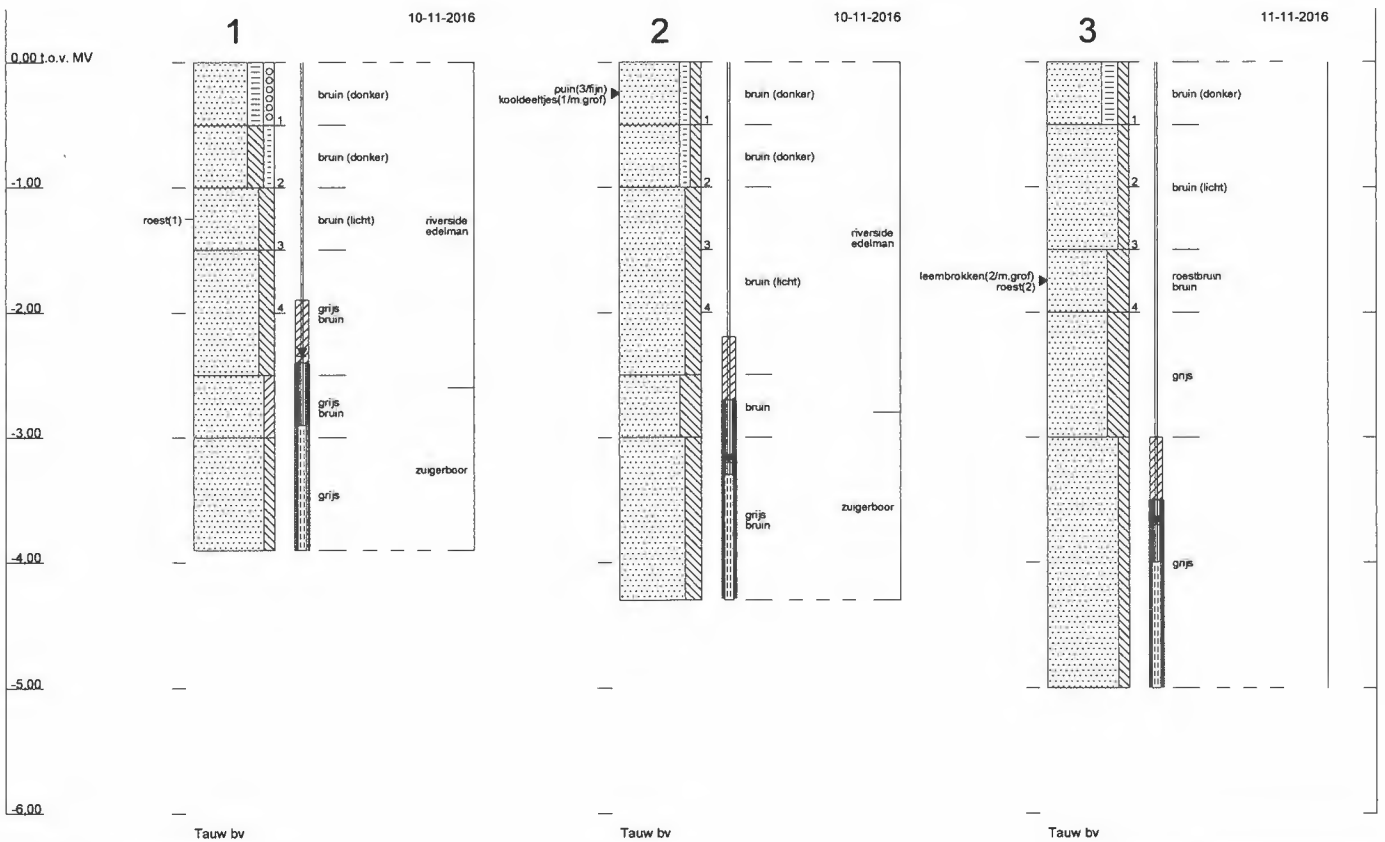 1
10-11-2016
2
10-11-2016
3
11-11-2016
0.00 t.o.v. MV
-1,00
-2,00
-3,00
-4,00
-5,00
-6,00
roest(1)
1
2
3
4
bruin (donker)
bruin (donker)
bruin (licht)
grijs
bruin
grijs
bruin
grijs
riverside
edelman
zuigerboor
puin(3/fijn)
kooldeeltjes(1/m.grof)
1
2
3
4
bruin (donker)
bruin (donker)
bruin (licht)
bruin
grijs
bruin
riverside
edelman
zuigerboor
leembrokken(2/m.grof)
roest(2)
1
2
3
4
bruin (donker)
bruin (licht)
roestbruin
bruin
grijs
grijs
Tauw bv
Tauw bv
Tauw bv